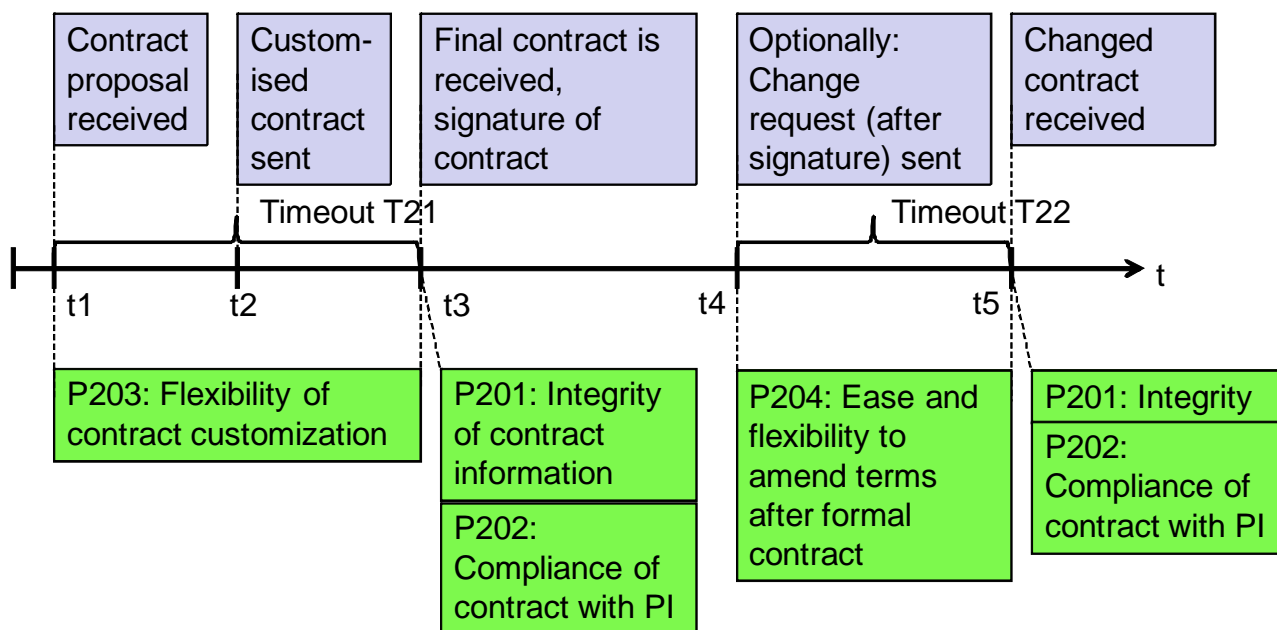 Contract
proposal
received
Custom-
ised
contract
sent
Final contract is
received,
signature of
contract
Optionally:
Change
request (after
signature) sent
Changed
contract
received
Timeout T21
Timeout T22
t
t1
t2
t3
t4
t5
P203: Flexibility of
contract customization
P201: Integrity
of contract
information
P202:
Compliance of
contract with PI
P204: Ease and
flexibility to
amend terms
after formal
contract
P201: Integrity
P202:
Compliance of
contract with PI